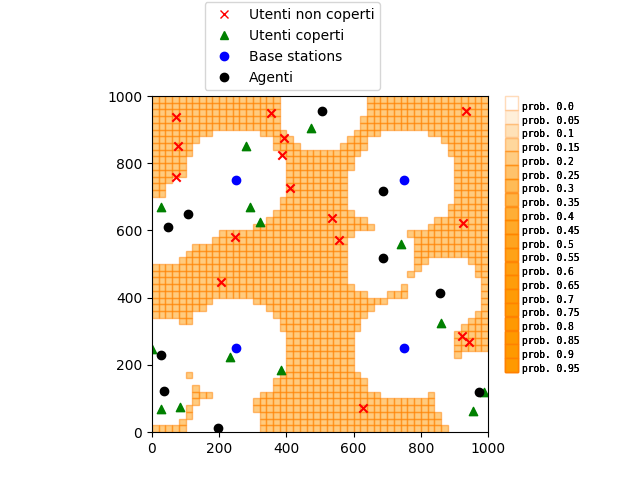 Utenti non coperti
Utenti coperti
Base stations
Agenti
1000
800
600
400
200
0
0 200 400 600 800 1000
prob. 0.0
prob. 0.05
prob. 0.1
prob. 0.15
prob. 0.2
prob. 0.25
prob. 0.3
prob. 0.35
prob. 0.4
prob. 0.45
prob. 0.5
prob. 0.55
prob. 0.6
prob. 0.65
prob. 0.7
prob. 0.75
prob. 0.8
prob. 0.85
prob. 0.9
prob. 0.95